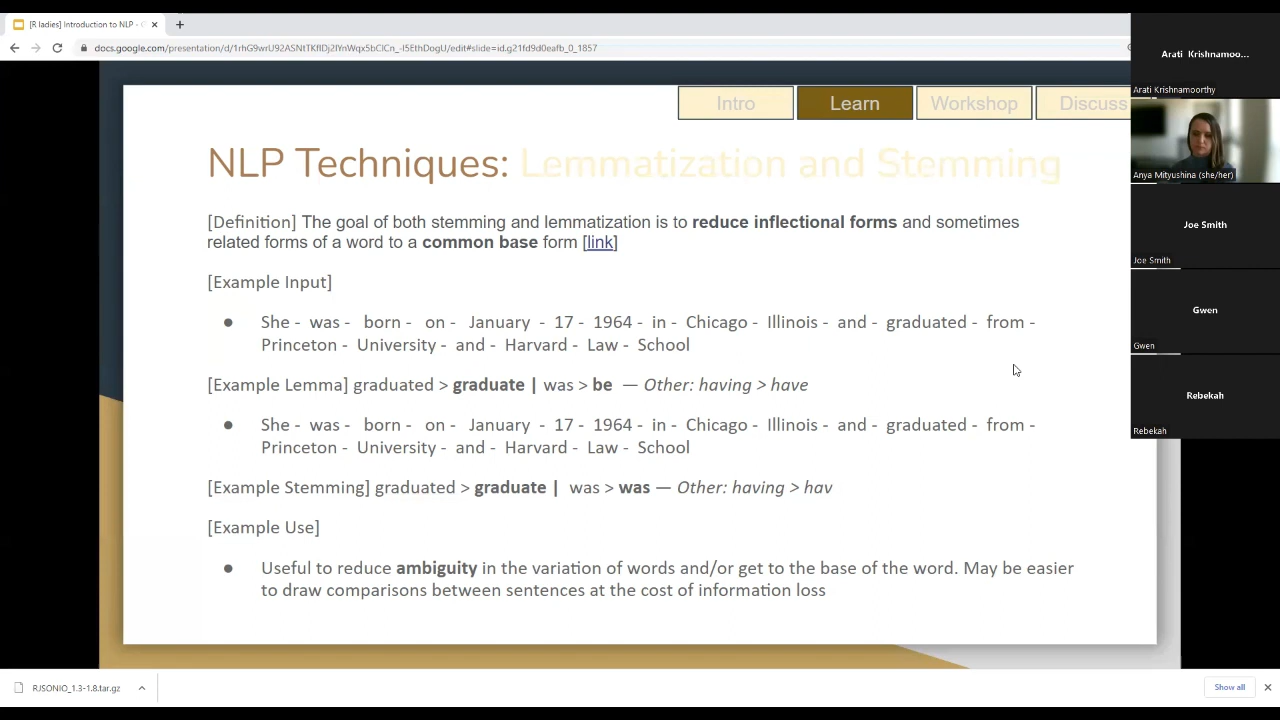 [R ladies] Introduction to NLP - G
docs.google.com/presentation/d/1rhG9wrU92ASNtTKflDj2lYnWqx5bClCn_-I5EthDogU/edit#slide=id.g21fd9d0eafb_0_1857
Intro
Learn
Workshop
Discuss
NLP Techniques: Lemmatization and Stemming
[Definition] The goal of both stemming and lemmatization is to reduce inflectional forms and sometimes
related forms of a word to a common base form [link]
[Example Input]
● She - was - born - on - January - 17 - 1964 - in - Chicago - Illinois - and - graduated - from -
Princeton - University - and - Harvard - Law - School
[Example Lemma] graduated > graduate | was > be — Other: having > have
● She - was - born - on - January - 17 - 1964 - in - Chicago - Illinois - and - graduated - from -
Princeton - University - and - Harvard - Law - School
[Example Stemming] graduated > graduate | was > was — Other: having > hav
[Example Use]
● Useful to reduce ambiguity in the variation of words and/or get to the base of the word. May be easier
to draw comparisons between sentences at the cost of information loss
Arati Krishnamoo...
Arati Krishnamoorthy
Anya Mityushina (she/her)
Joe Smith
Joe Smith
Gwen
Gwen
Rebekah
Rebekah
RJSONIO_1.3-1.8.tar.gz
Show all